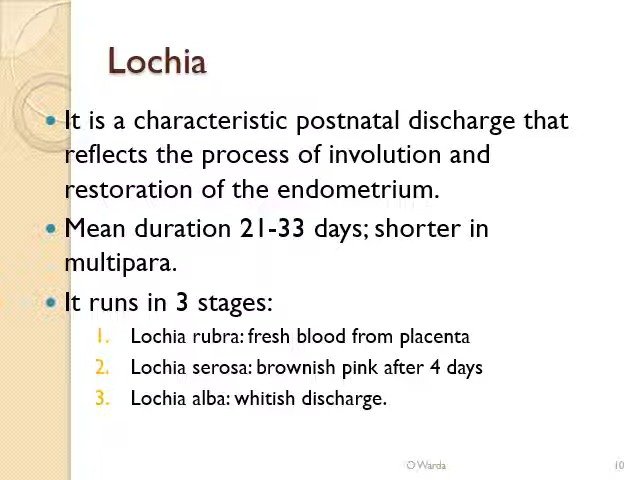 Lochia
• It is a characteristic postnatal discharge that
reflects the process of involution and
restoration of the endometrium.
• Mean duration 21-33 days; shorter in
multipara.
• It runs in 3 stages:
1. Lochia rubra: fresh blood from placenta
2. Lochia serosa: brownish pink after 4 days
3. Lochia alba: whitish discharge.
O Warda 10